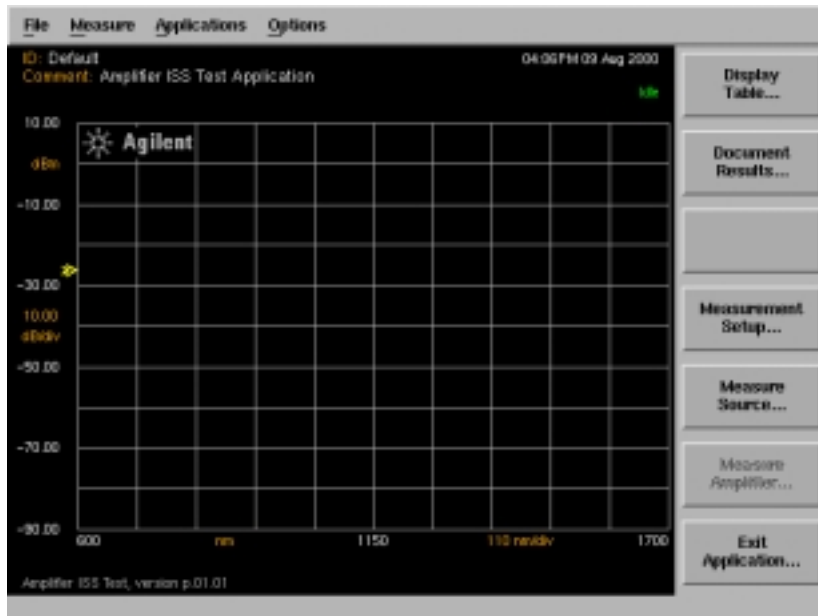 File Measure Applications Options
ID: Default
04:06PM 09 Aug 2000
Comment: Amplifier ISS Test Application
Idle
Display
Table...
10.00
Agilent
dBm
Document
Results...
-10.00
-30.00
10.00
dB/div
Measurement
Setup...
-50.00
Measure
Source...
-70.00
Measure
Amplifier...
-90.00
600 nm 1150 110 nm/div 1700
Exit
Application...
Amplifier ISS Test, version p.01.01